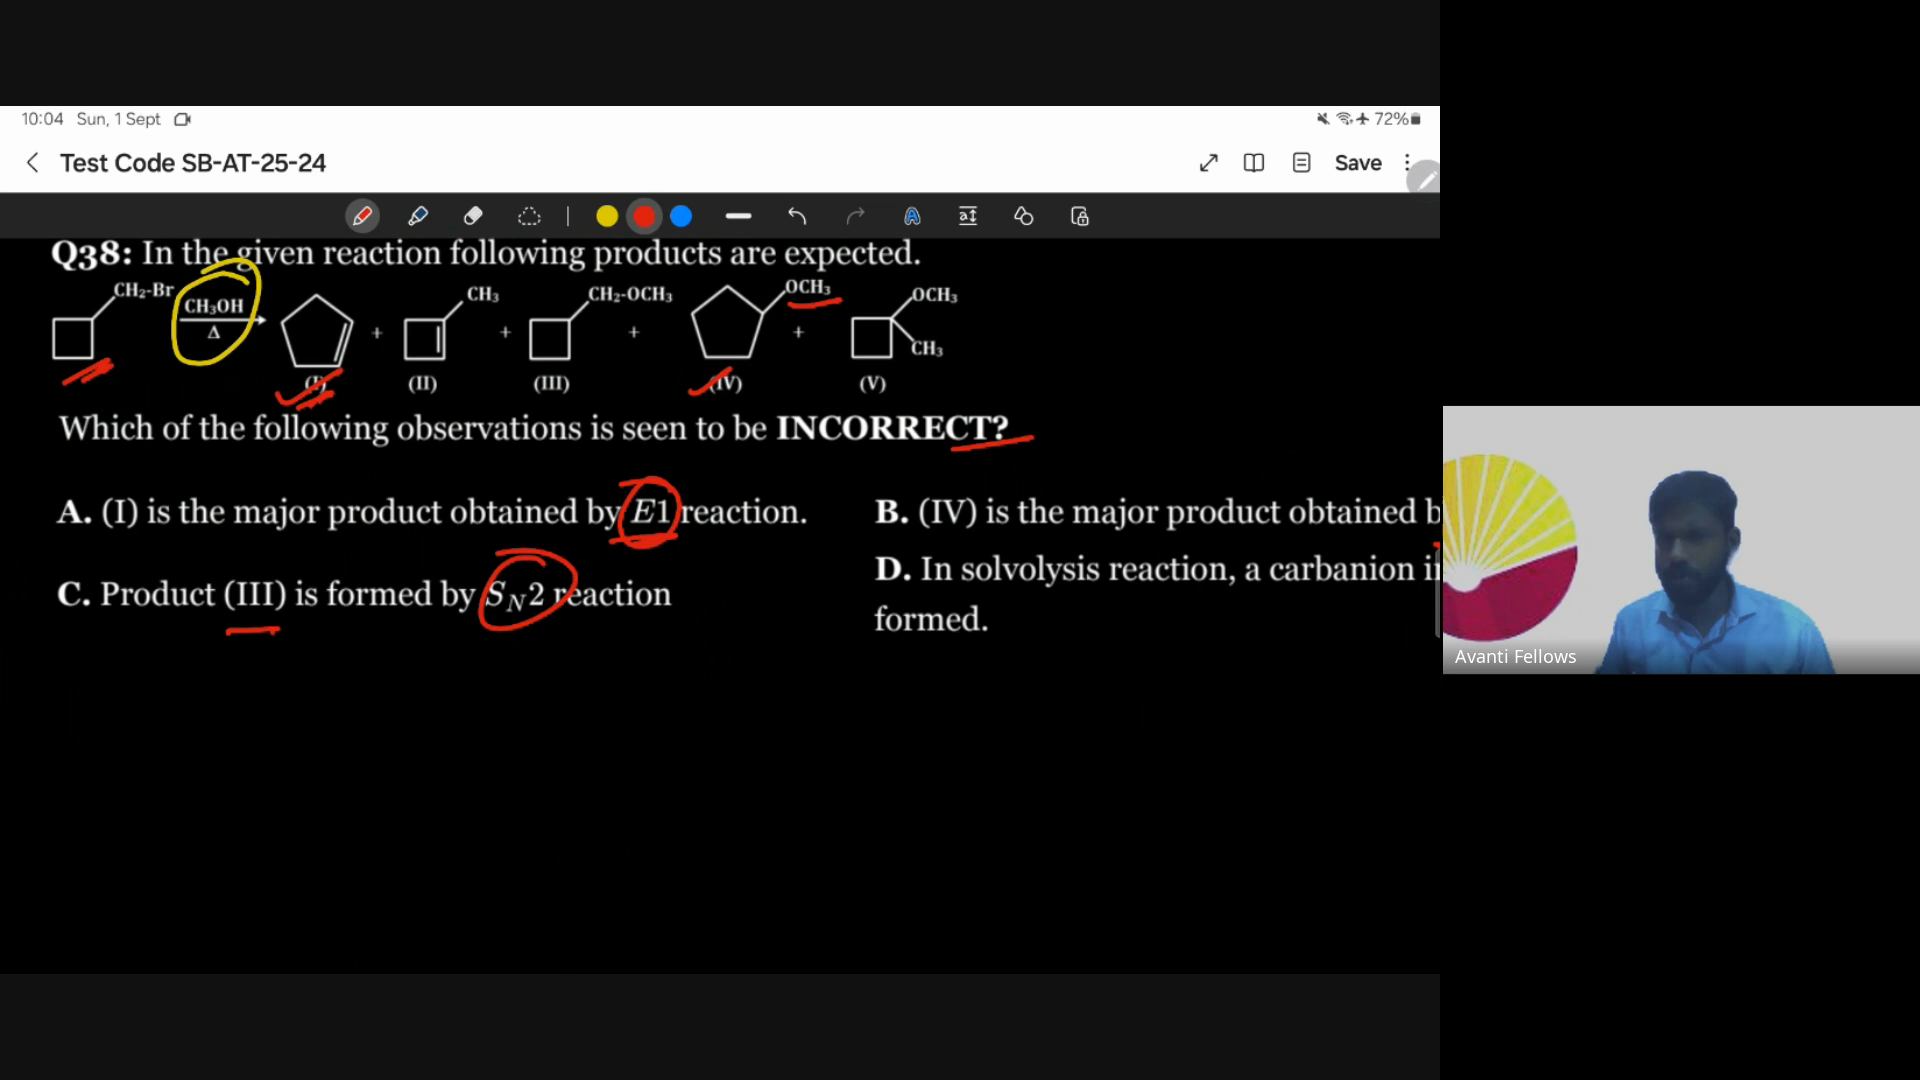 10:04 Sun, 1 Sept
72%
Test Code SB-AT-25-24
Save
Q38: In the given reaction following products are expected.
CH₂-Br CH₃OH Δ + CH₃ + CH₂-OCH₃ + OCH₃ + OCH₃ CH₃
(I) (II) (III) (IV) (V)
Which of the following observations is seen to be INCORRECT?
A. (I) is the major product obtained by E1 reaction.
B. (IV) is the major product obtained b
C. Product (III) is formed by S_N2 reaction
D. In solvolysis reaction, a carbanion i
formed.
Avanti Fellows